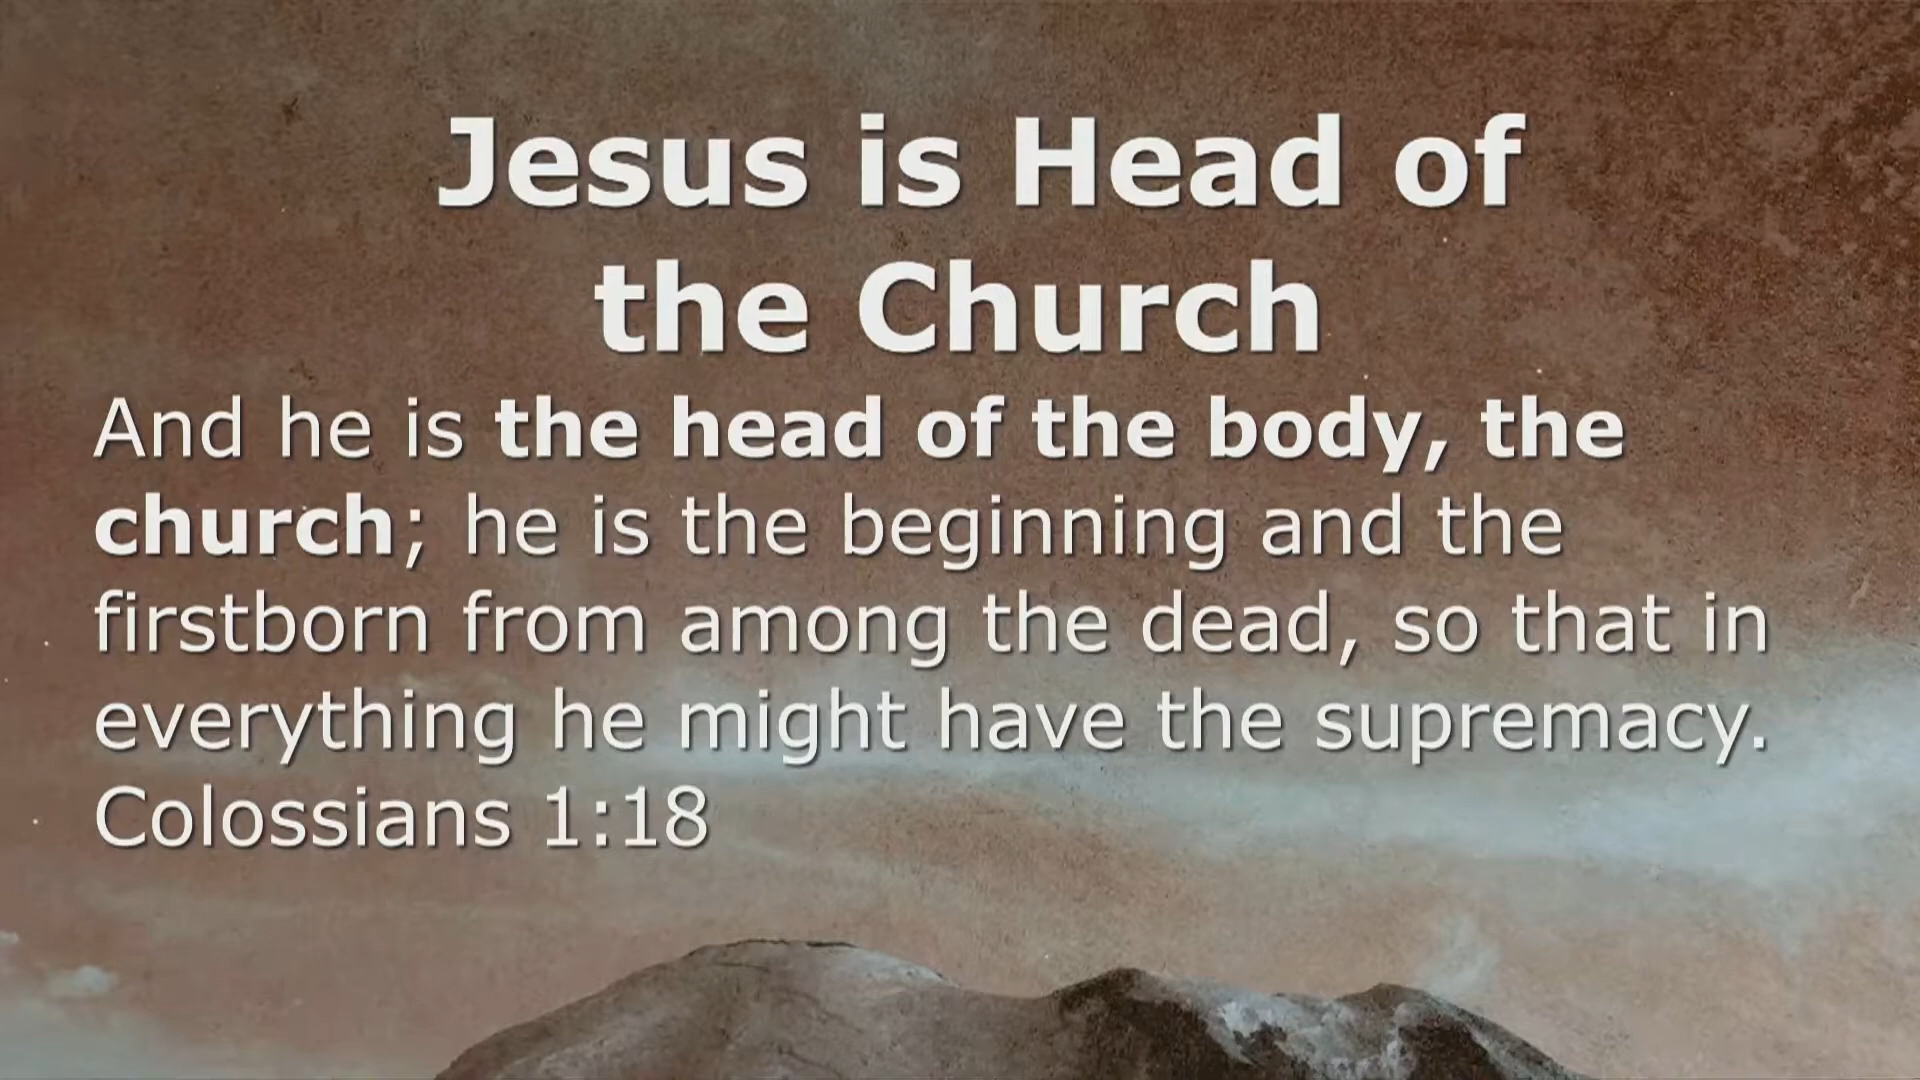 Jesus is Head of
the Church
And he is the head of the body, the
church; he is the beginning and the
firstborn from among the dead, so that in
everything he might have the supremacy.
Colossians 1:18